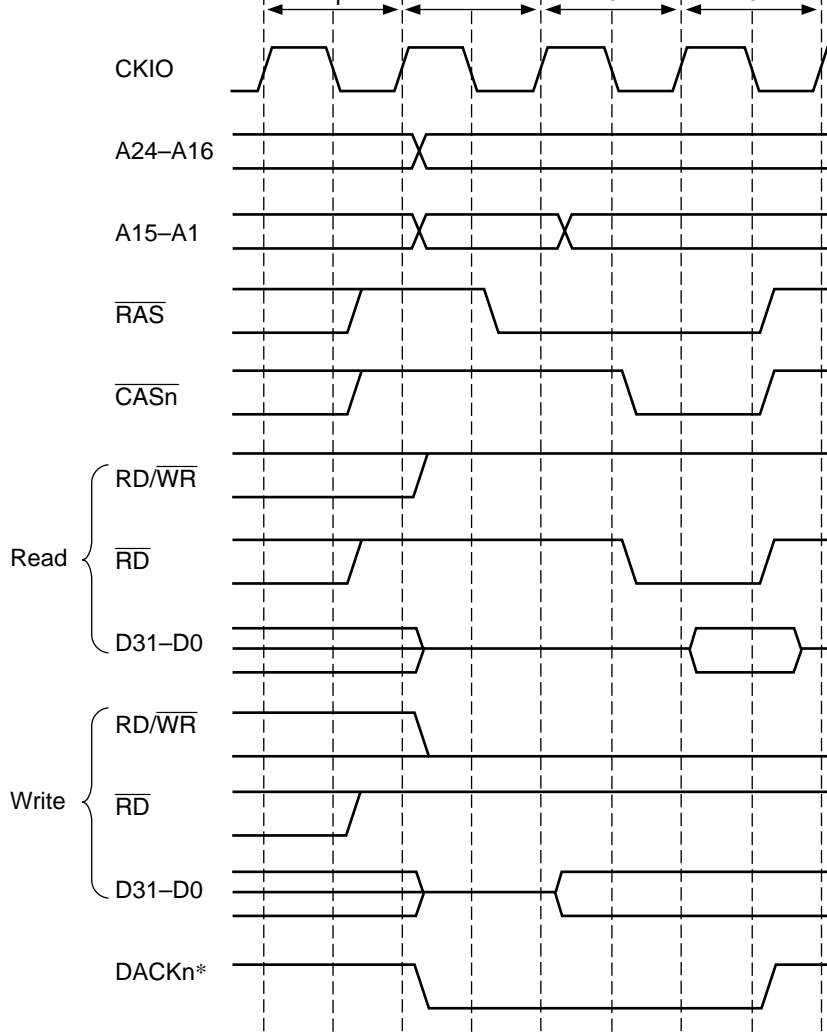 CKIO
A24–A16
A15–A1
RAS
CASn
RD/WR
Read
RD
D31–D0
RD/WR
Write
RD
D31–D0
DACKn*